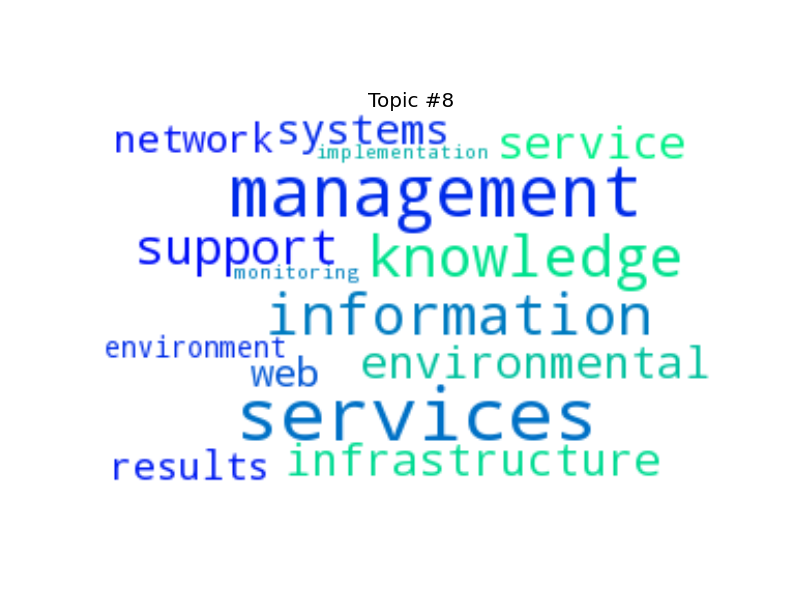 Topic #8
network systems service
implementation
management
support knowledge
monitoring
information
environment environmental
web
services
results infrastructure